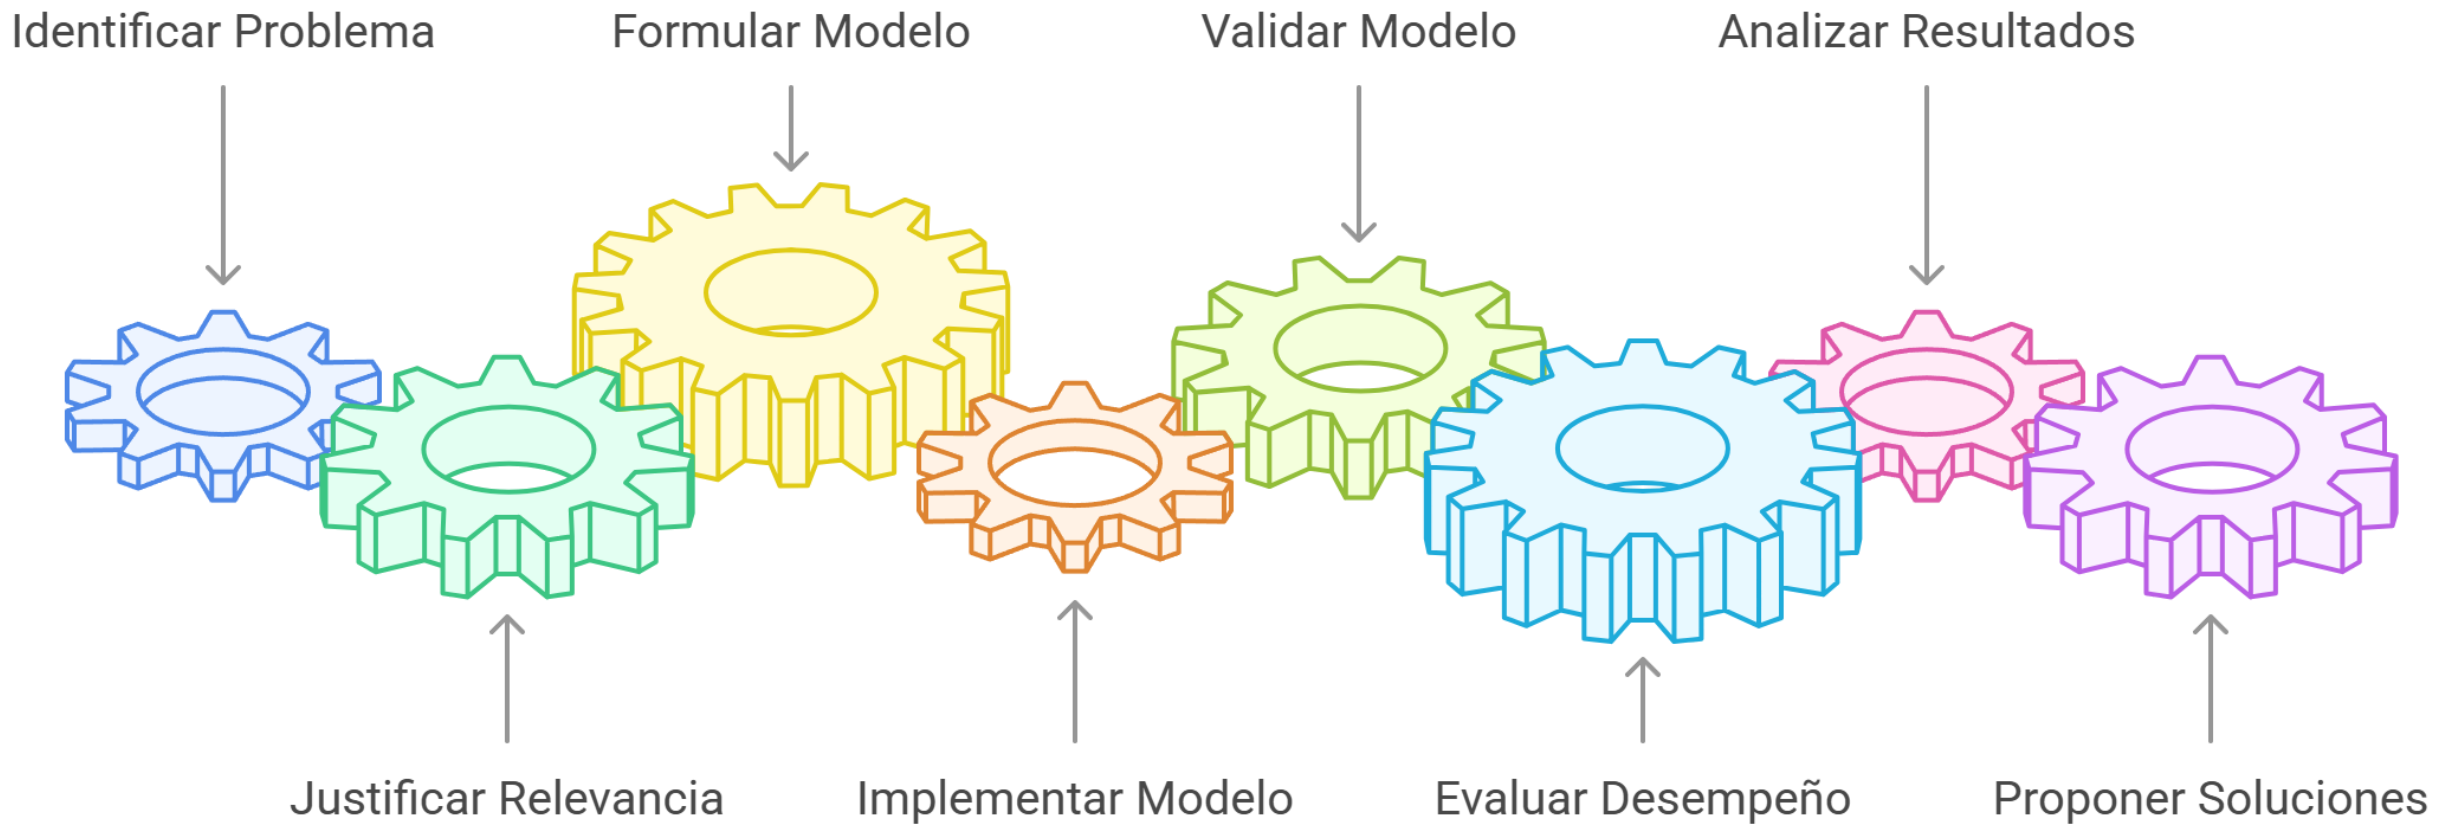 Identificar Problema
Formular Modelo
Validar Modelo
Analizar Resultados
Justificar Relevancia
Implementar Modelo
Evaluar Desempeño
Proponer Soluciones